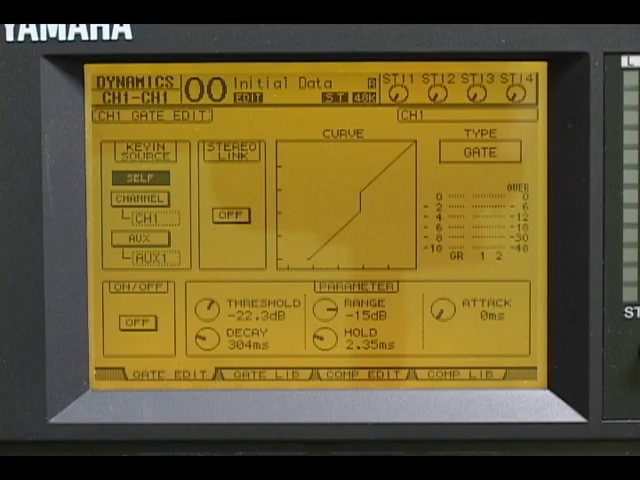 YAMAHA
DYNAMICS
CH1-CH1
00
Initial Data
R
EDIT
ST
48K
STI1 STI2 STI3 STI4
CH1 GATE EDIT
CH1
KEYIN
SOURCE
SELF
CHANNEL
CH1
AUX
AUX1
STEREO
LINK
OFF
CURVE
TYPE
GATE
OVER
0 0
- 2 - 6
- 4 -12
- 6 -18
- 8 -30
-18 -48
GR 1 2
ON/OFF
OFF
PARAMETER
THRESHOLD
-22.3dB
RANGE
-15dB
ATTACK
0ms
DECAY
304ms
HOLD
2.35ms
GATE EDIT
GATE LIB
COMP EDIT
COMP LIB
L
ST